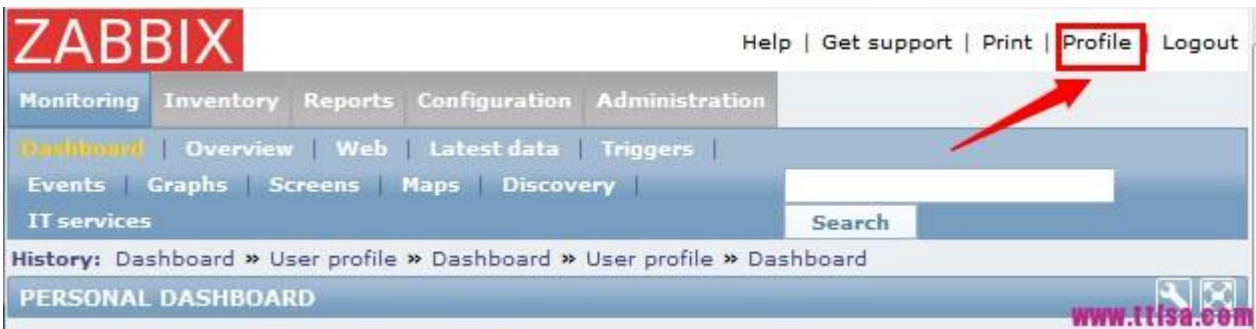 ZABBIX
Help | Get support | Print | Profile | Logout
Monitoring Inventory Reports Configuration Administration
Dashboard | Overview | Web | Latest data | Triggers |
Events | Graphs | Screens | Maps | Discovery |
IT services
Search
History: Dashboard » User profile » Dashboard » User profile » Dashboard
PERSONAL DASHBOARD
www.ttlsa.com